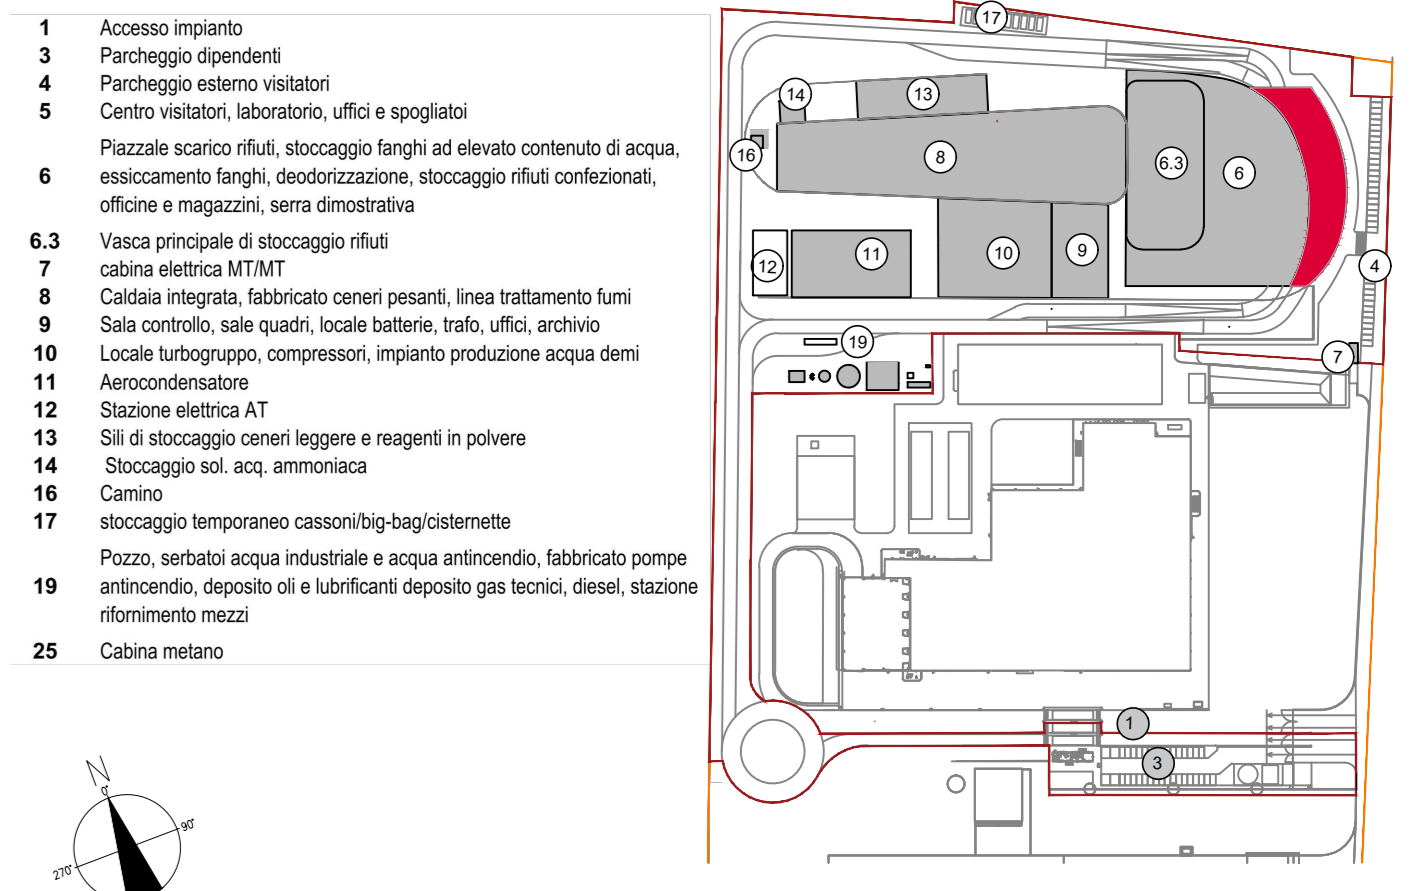 1 Accesso impianto
3 Parcheggio dipendenti
4 Parcheggio esterno visitatori
5 Centro visitatori, laboratorio, uffici e spogliatoi
Piazzale scarico rifiuti, stoccaggio fanghi ad elevato contenuto di acqua,
6 essiccamento fanghi, deodorizzazione, stoccaggio rifiuti confezionati,
officine e magazzini, serra dimostrativa
6.3 Vasca principale di stoccaggio rifiuti
7 cabina elettrica MT/MT
8 Caldaia integrata, fabbricato ceneri pesanti, linea trattamento fumi
9 Sala controllo, sale quadri, locale batterie, trafo, uffici, archivio
10 Locale turbogruppo, compressori, impianto produzione acqua demi
11 Aerocondensatore
12 Stazione elettrica AT
13 Sili di stoccaggio ceneri leggere e reagenti in polvere
14 Stoccaggio sol. acq. ammoniaca
16 Camino
17 stoccaggio temporaneo cassoni/big-bag/cisternette
Pozzo, serbatoi acqua industriale e acqua antincendio, fabbricato pompe
19 antincendio, deposito oli e lubrificanti deposito gas tecnici, diesel, stazione
rifornimento mezzi
25 Cabina metano
N
0°
90°
270°
17
14
13
16
8
6.3
6
12
11
10
9
4
19
7
1
3